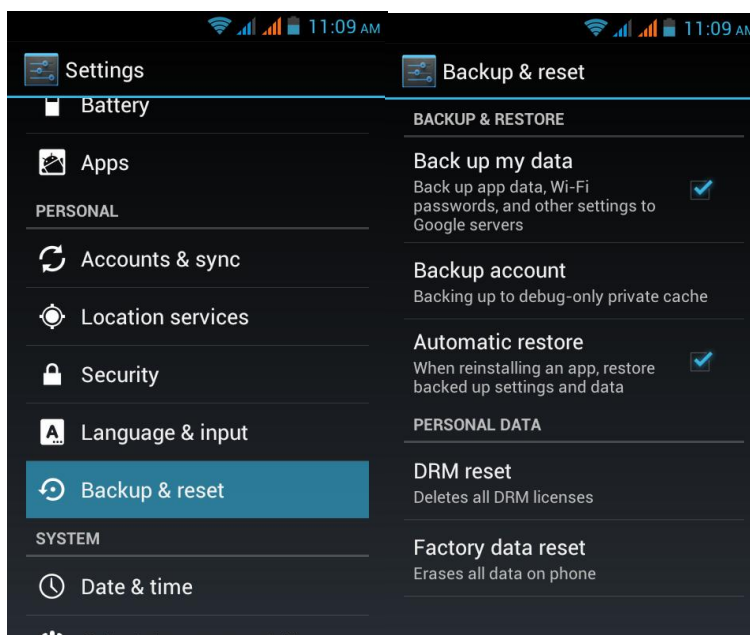 11:09 AM
Settings
Battery
Apps
PERSONAL
Accounts & sync
Location services
Security
Language & input
Backup & reset
SYSTEM
Date & time
11:09 AM
Backup & reset
BACKUP & RESTORE
Back up my data
Back up app data, Wi-Fi
passwords, and other settings to
Google servers
Backup account
Backing up to debug-only private cache
Automatic restore
When reinstalling an app, restore
backed up settings and data
PERSONAL DATA
DRM reset
Deletes all DRM licenses
Factory data reset
Erases all data on phone